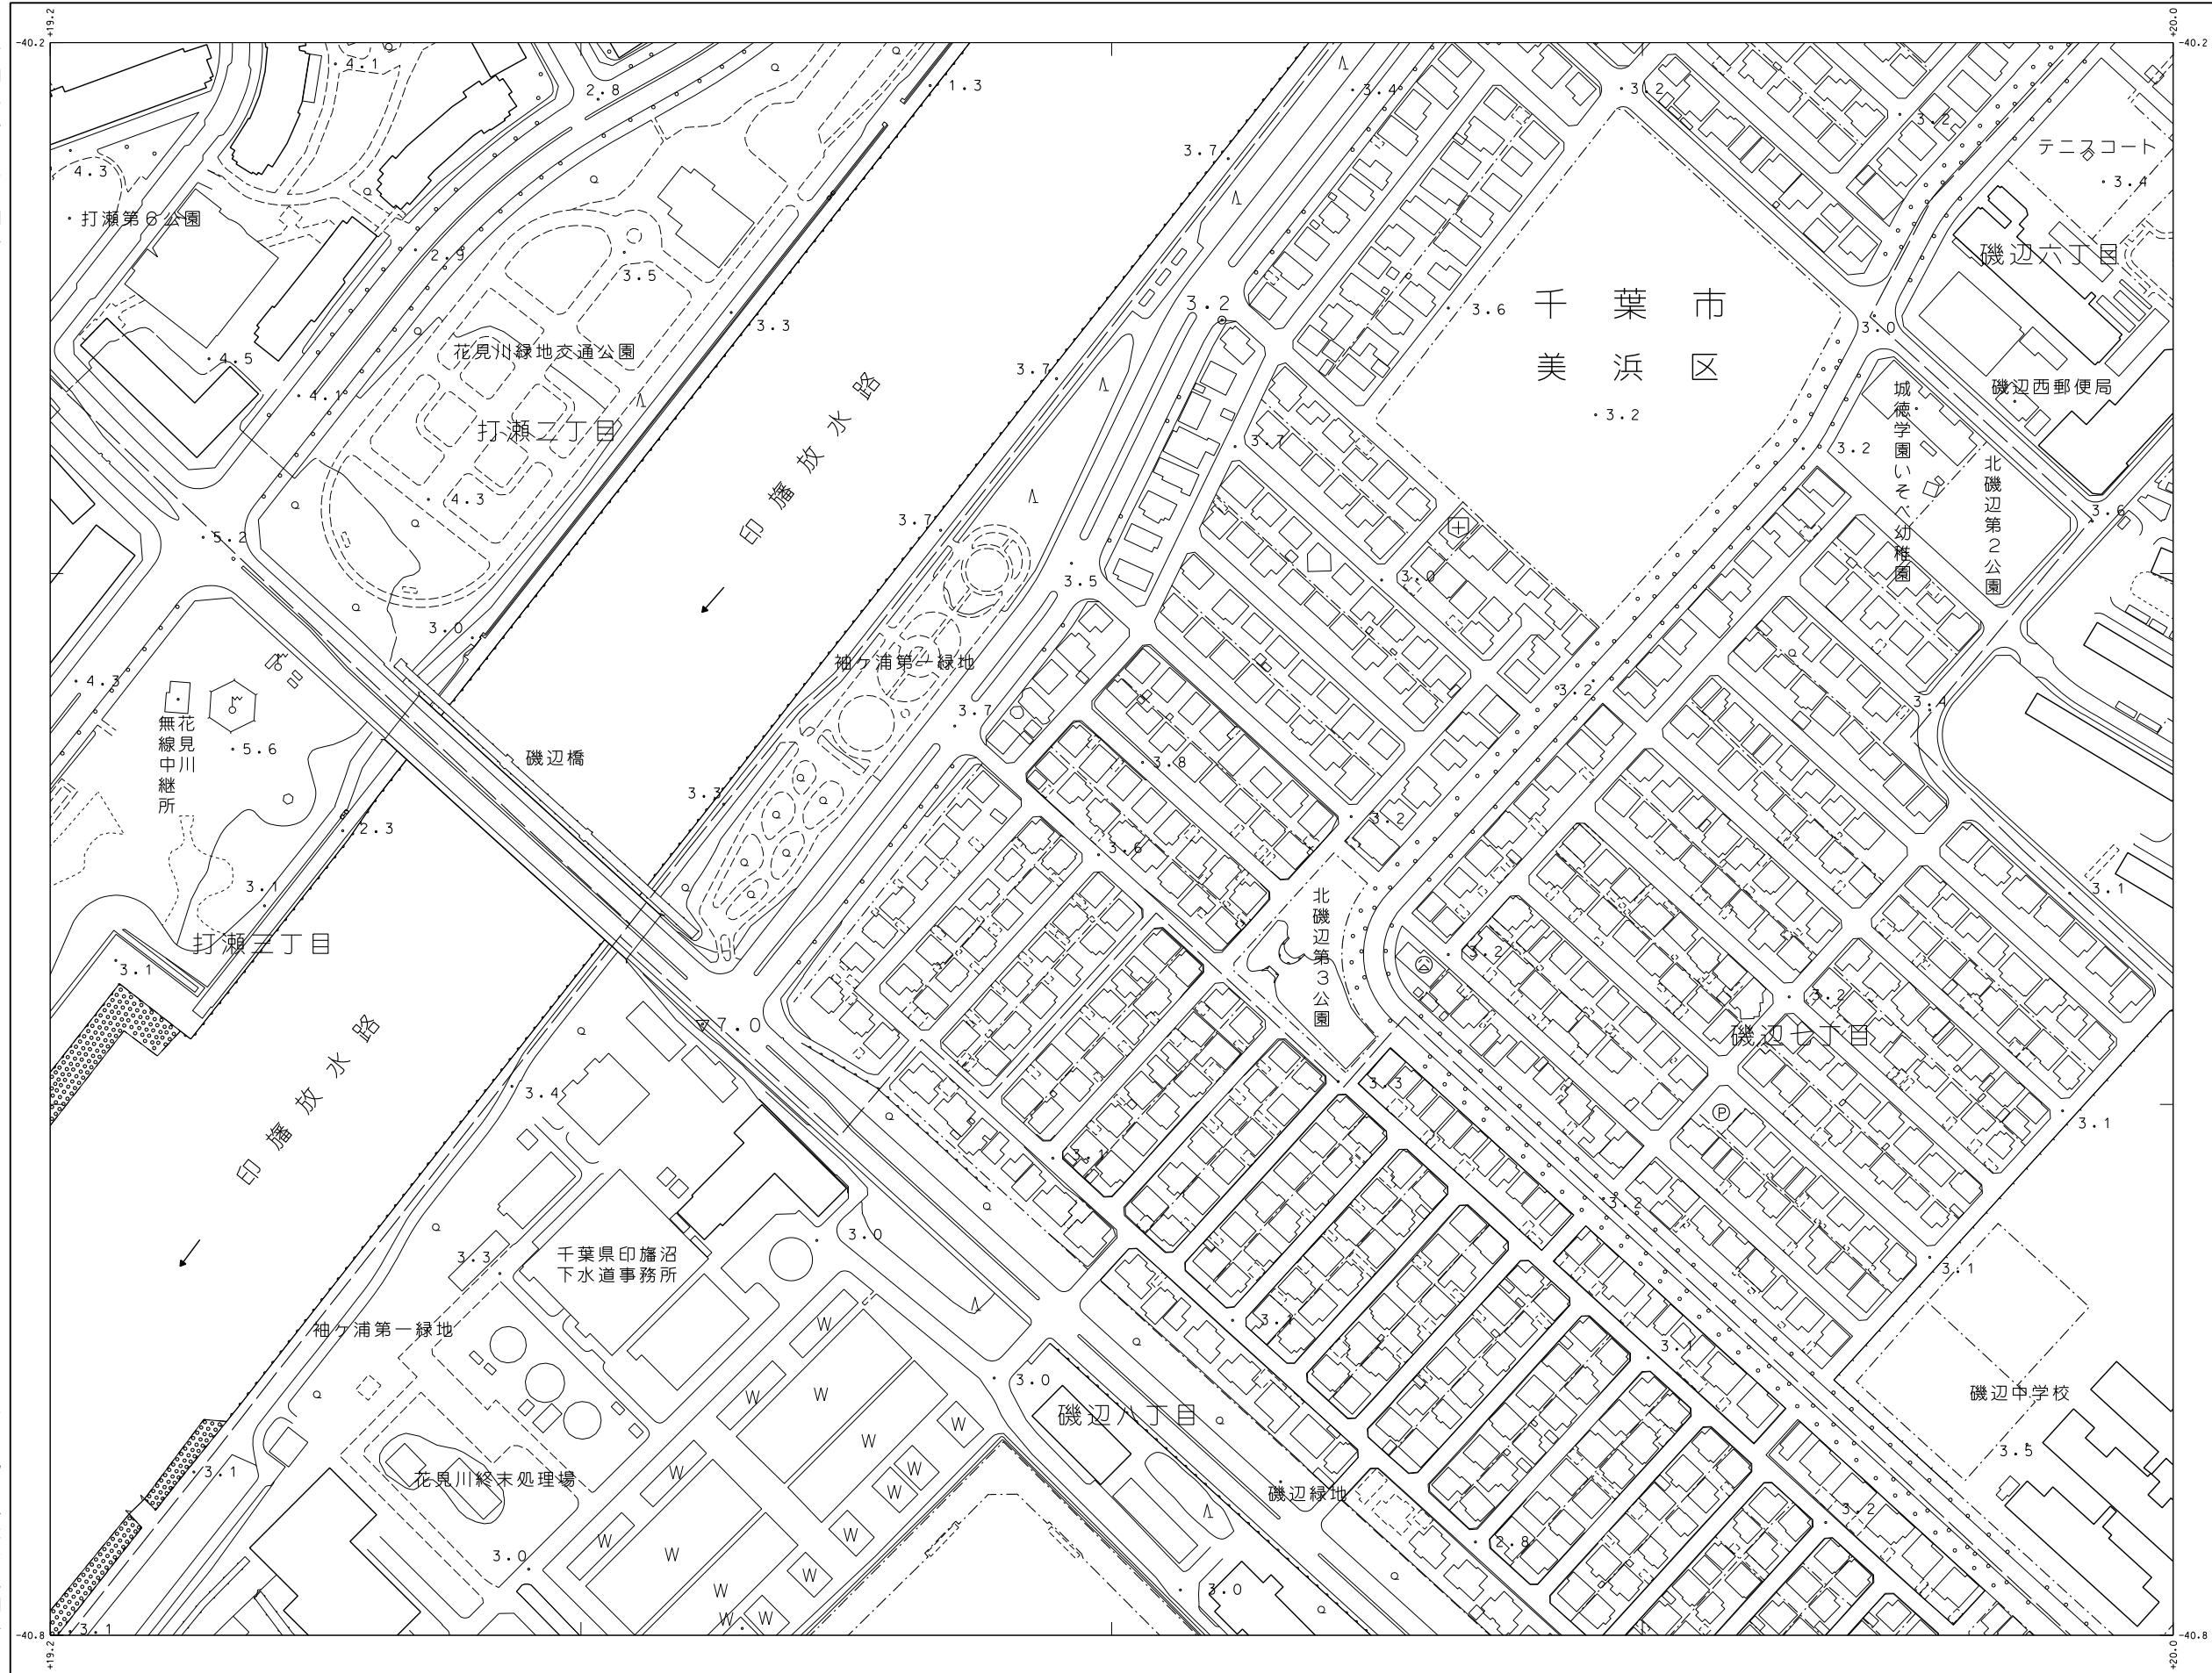 +19.2
+20.0
-40.2
-40.2
4.1
2.8
1.3
3.4
3.2
3.2
テニスコート
3.4
4.3
打瀬第6公園
3.7
2.9
3.5
磯辺六丁目
3.2
3.6
千葉市
3.0
3.3
花見川緑地交通公園
4.5
4.1
3.7
美浜区
磯辺西郵便局
城徳学園いそべ幼稚園
3.2
打瀬二丁目
印旛放水路
3.7
3.2
北磯辺第2公園
4.3
3.7
3.6
5.2
3.5
3.0
3.0
袖ケ浦第一緑地
4.3
3.2
3.4
3.7
花見川
無線中継所
5.6
磯辺橋
3.8
3.3
2.3
3.2
3.6
3.1
3.1
北磯辺第3公園
打瀬三丁目
3.1
3.2
3.2
7.0
磯辺七丁目
印旛放水路
3.4
3.3
P
3.1
3.1
3.2
3.0
3.3
千葉県印旛沼
下水道事務所
3.1
袖ケ浦第一緑地
3.1
W
3.1
3.0
W
W
磯辺中学校
磯辺八丁目
W
3.5
3.1
花見川終末処理場
W
W
W
磯辺緑地
3.2
W
W
2.8
3.0
W
W
3.0
W
W
W
3.1
-40.8
-40.8
+19.2
+20.0